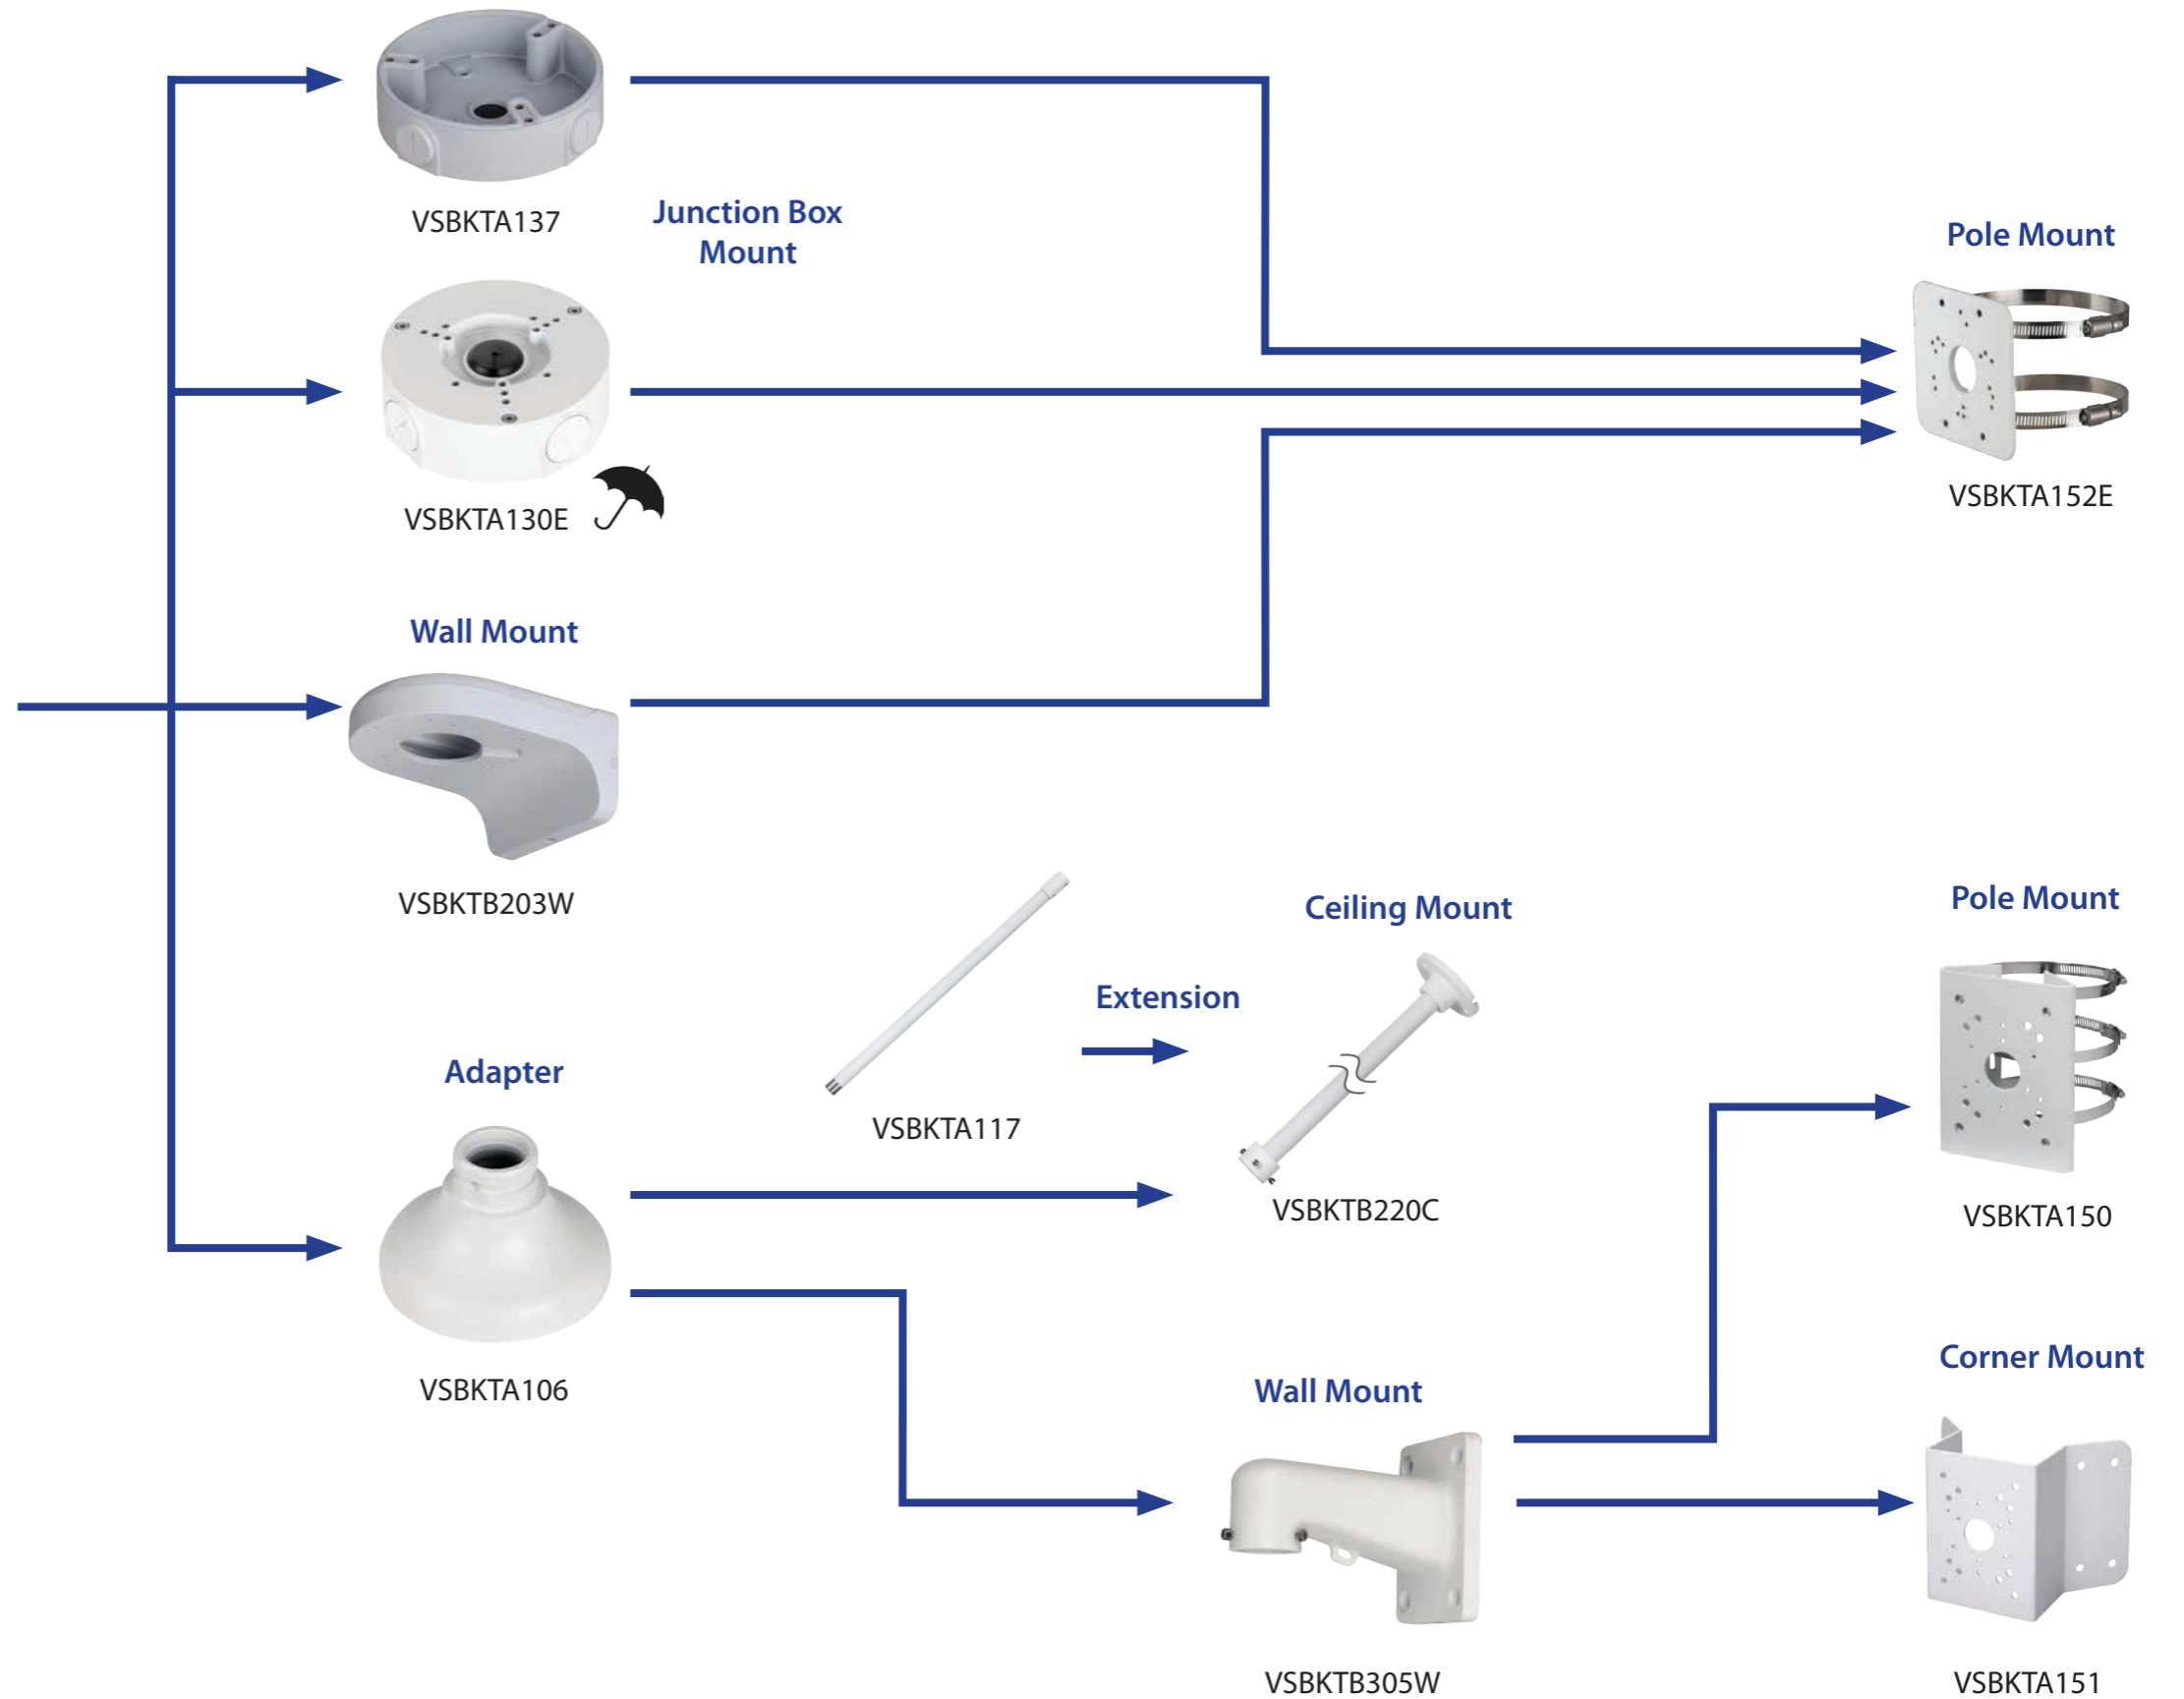 VSBKTA137
Junction Box
Mount
Pole Mount
VSBKTA152E
VSBKTA130E
Wall Mount
VSBKTB203W
Ceiling Mount
Pole Mount
Extension
Adapter
VSBKTA117
VSBKTB220C
VSBKTA150
VSBKTA106
Wall Mount
Corner Mount
VSBKTB305W
VSBKTA151